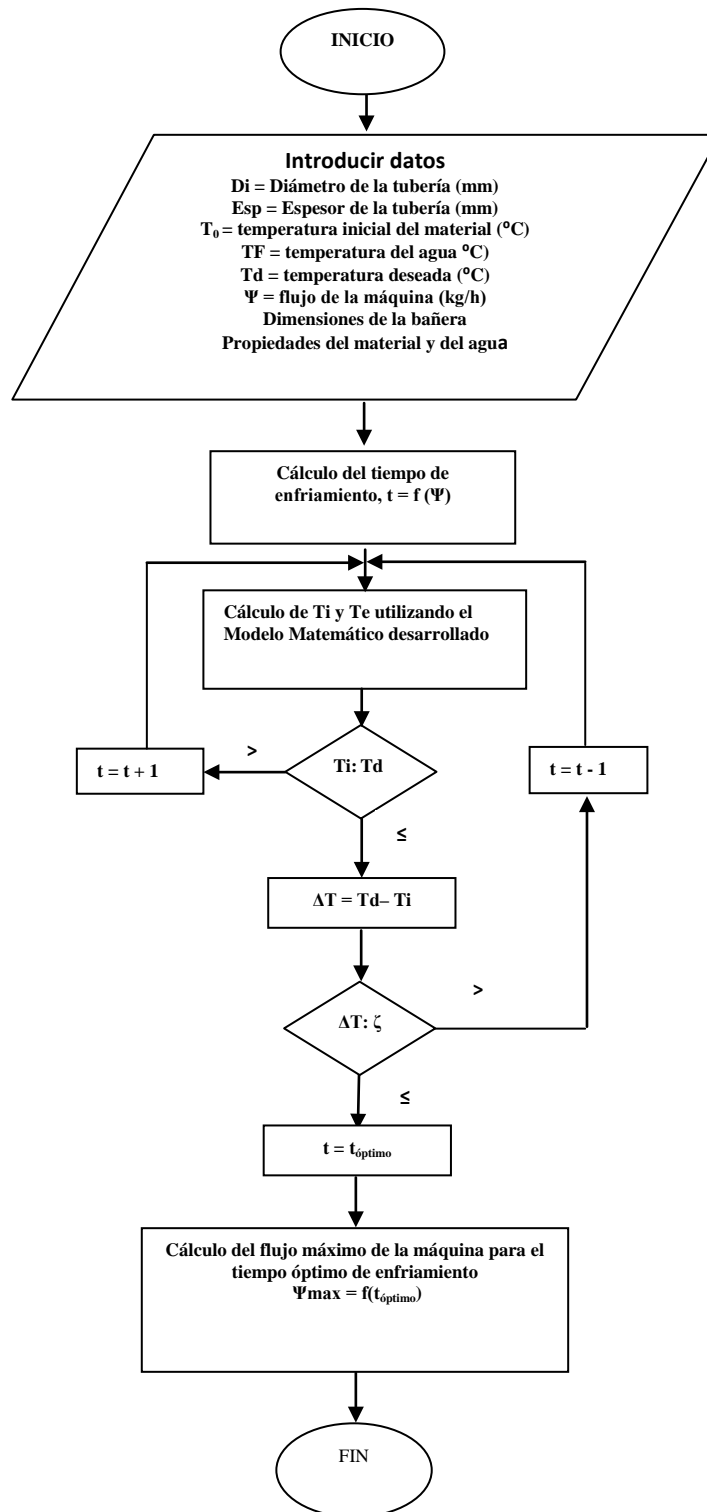 INICIO
Introducir datos
Di = Diámetro de la tubería (mm)
Esp = Espesor de la tubería (mm)
T₀ = temperatura inicial del material (ºC)
TF = temperatura del agua ºC)
Td = temperatura deseada (ºC)
Ψ = flujo de la máquina (kg/h)
Dimensiones de la bañera
Propiedades del material y del agua
Cálculo del tiempo de
enfriamiento, t = f (Ψ)
Cálculo de Ti y Te utilizando el
Modelo Matemático desarrollado
>
t = t + 1
Ti: Td
t = t - 1
≤
ΔT = Td– Ti
>
ΔT: ζ
≤
t = tóptimo
Cálculo del flujo máximo de la máquina para el
tiempo óptimo de enfriamiento
Ψmax = f(tóptimo)
FIN